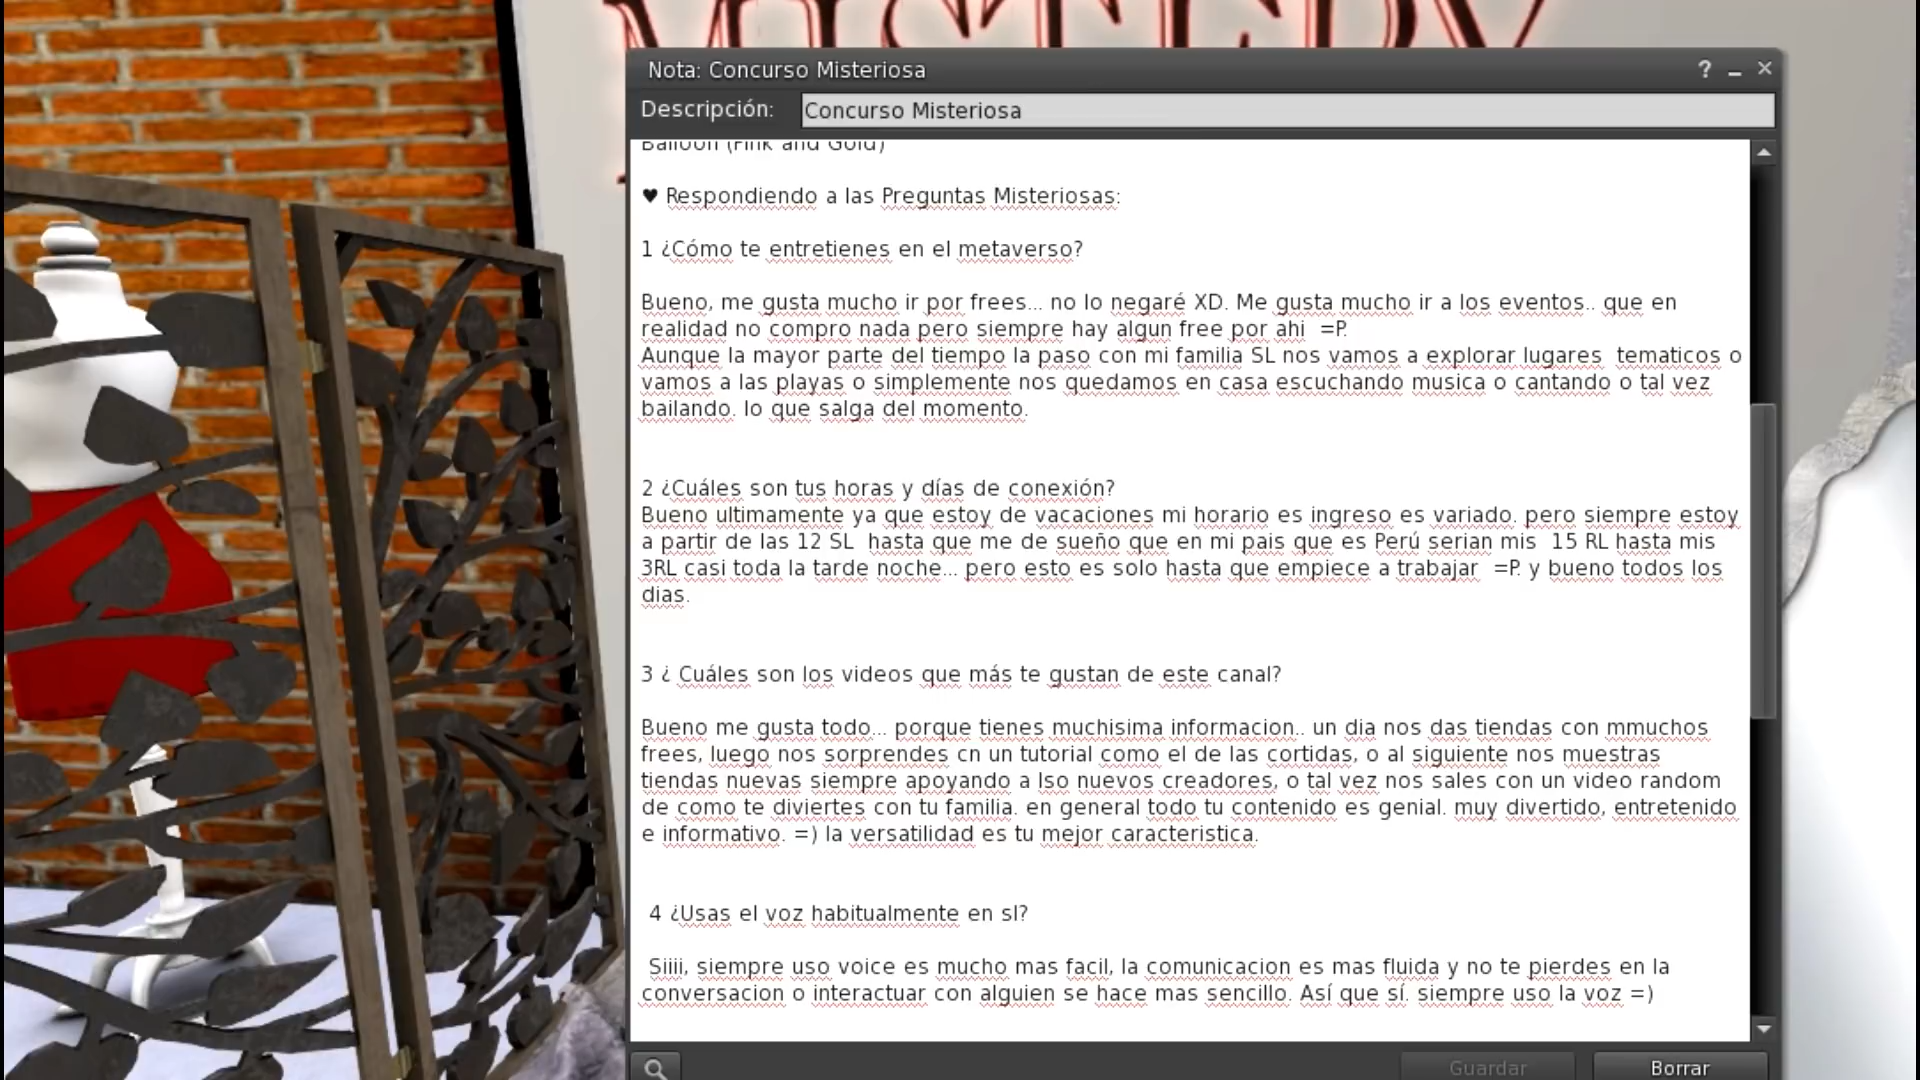 MISTERY
Nota: Concurso Misteriosa
? _ ×
Descripción: Concurso Misteriosa
Balloon (Pink and Gold)
♥ Respondiendo a las Preguntas Misteriosas:
1 ¿Cómo te entretienes en el metaverso?
Bueno, me gusta mucho ir por frees... no lo negaré XD. Me gusta mucho ir a los eventos.. que en
realidad no compro nada pero siempre hay algun free por ahi  =P.
Aunque la mayor parte del tiempo la paso con mi familia SL nos vamos a explorar lugares  tematicos o
vamos a las playas o simplemente nos quedamos en casa escuchando musica o cantando o tal vez
bailando. lo que salga del momento.
2 ¿Cuáles son tus horas y días de conexión?
Bueno ultimamente ya que estoy de vacaciones mi horario es ingreso es variado. pero siempre estoy
a partir de las 12 SL  hasta que me de sueño que en mi pais que es Perú serian mis  15 RL hasta mis
3RL casi toda la tarde noche... pero esto es solo hasta que empiece a trabajar  =P. y bueno todos los
dias.
3 ¿ Cuáles son los videos que más te gustan de este canal?
Bueno me gusta todo... porque tienes muchisima informacion.. un dia nos das tiendas con mmuchos
frees, luego nos sorprendes cn un tutorial como el de las cortidas, o al siguiente nos muestras
tiendas nuevas siempre apoyando a lso nuevos creadores, o tal vez nos sales con un video random
de como te diviertes con tu familia. en general todo tu contenido es genial. muy divertido, entretenido
e informativo. =) la versatilidad es tu mejor caracteristica.
4 ¿Usas el voz habitualmente en sl?
Siiii, siempre uso voice es mucho mas facil, la comunicacion es mas fluida y no te pierdes en la
conversacion o interactuar con alguien se hace mas sencillo. Así que sí. siempre uso la voz =)
Guardar Borrar